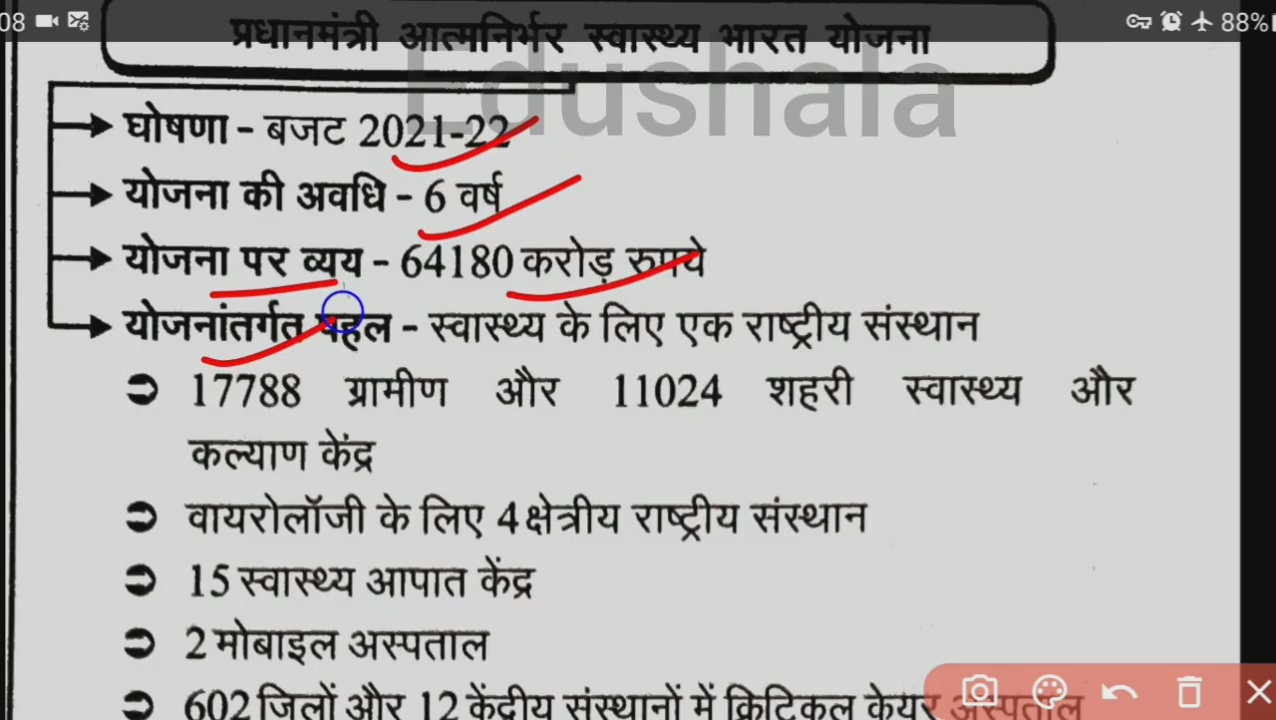 08
88%
प्रधानमंत्री आत्मनिर्भर स्वास्थ्य भारत योजना
Edushala
घोषणा - बजट 2021-22
योजना की अवधि - 6 वर्ष
योजना पर व्यय - 64180 करोड़ रुपये
योजनांतर्गत पहल - स्वास्थ्य के लिए एक राष्ट्रीय संस्थान
17788 ग्रामीण और 11024 शहरी स्वास्थ्य और
कल्याण केंद्र
वायरोलॉजी के लिए 4 क्षेत्रीय राष्ट्रीय संस्थान
15 स्वास्थ्य आपात केंद्र
2 मोबाइल अस्पताल
602 जिलों और 12 केंद्रीय संस्थानों में क्रिटिकल केयर अस्पताल